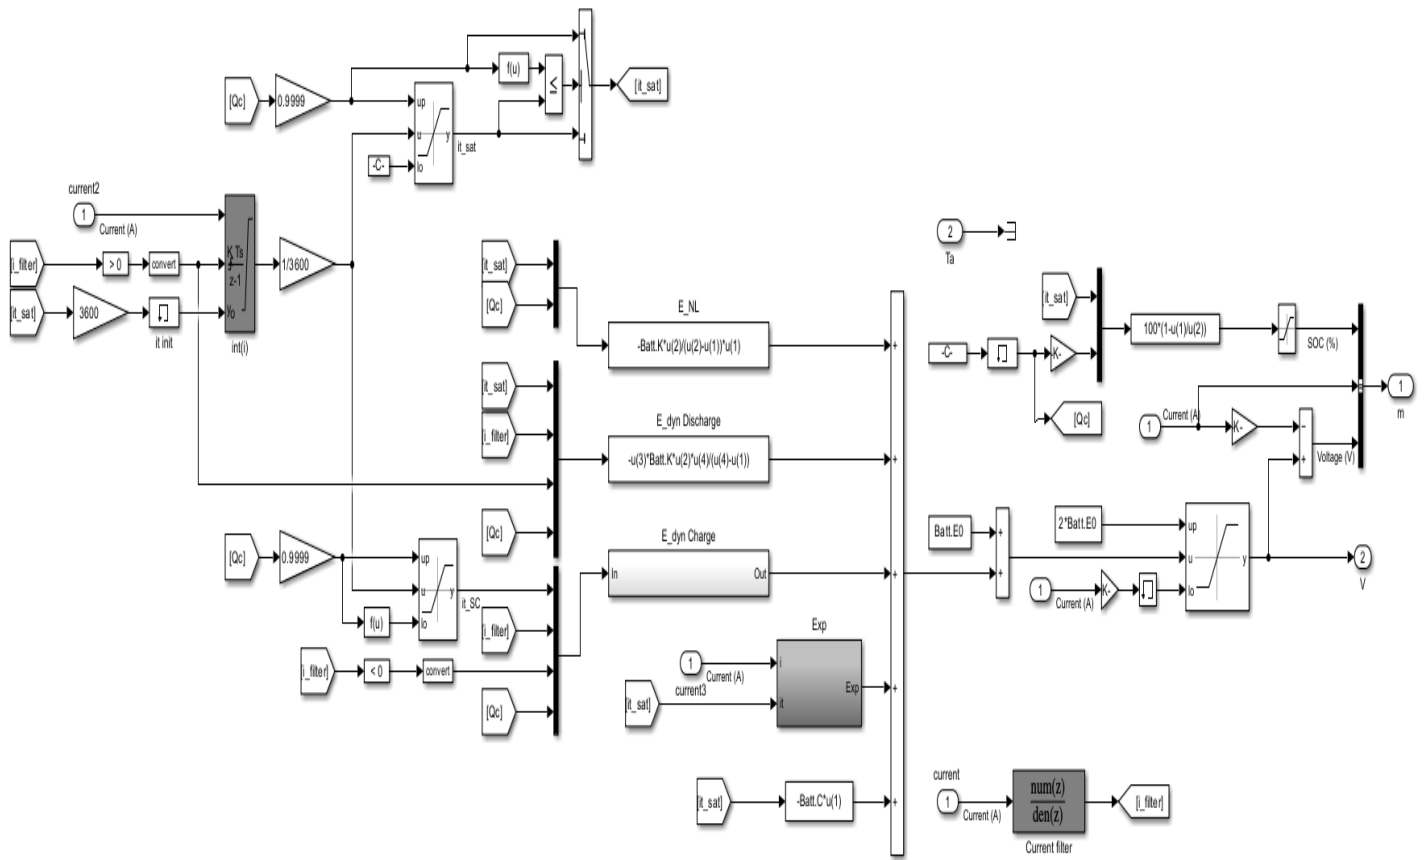 [Qc]
0.9999
f(u)
≤
[it_sat]
up
u
y
lo
it_sat
-C-
current2
1
Current (A)
[i_filter]
> 0
convert
K Ts
z-1
yo
int(i)
1/3600
[it_sat]
3600
it init
[it_sat]
[Qc]
E_NL
-Batt.K*u(2)/(u(2)-u(1))*u(1)
+
[it_sat]
[i_filter]
[Qc]
E_dyn Discharge
-u(3)*Batt.K*u(2)*u(4)/(u(4)-u(1))
+
[Qc]
0.9999
up
u
y
lo
it_SC
f(u)
[i_filter]
[i_filter]
< 0
convert
[Qc]
E_dyn Charge
In
Out
+
Exp
1
Current (A)
current3
[it_sat]
i
it
Exp
+
[it_sat]
-Batt.C*u(1)
+
2
Ta
[it_sat]
-C-
-K-
[Qc]
100*(1-u(1)/u(2))
SOC (%)
1
Current (A)
-K-
−
+
Voltage (V)
1
m
Batt.E0
+
+
2*Batt.E0
1
Current (A)
-K-
up
u
y
lo
2
V
current
1
Current (A)
num(z)
den(z)
Current filter
[i_filter]